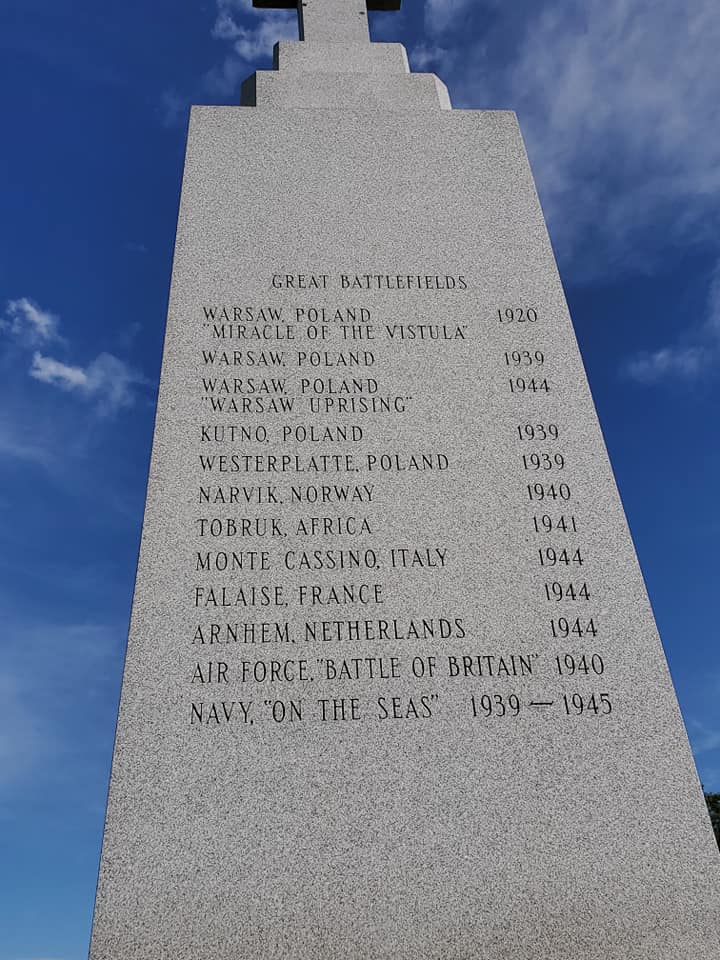 GREAT BATTLEFIELDS
WARSAW, POLAND 1920
"MIRACLE OF THE VISTULA"
WARSAW, POLAND 1939
WARSAW, POLAND 1944
"WARSAW UPRISING"
KUTNO, POLAND 1939
WESTERPLATTE, POLAND 1939
NARVIK, NORWAY 1940
TOBRUK, AFRICA 1941
MONTE CASSINO, ITALY 1944
FALAISE, FRANCE 1944
ARNHEM, NETHERLANDS 1944
AIR FORCE, "BATTLE OF BRITAIN" 1940
NAVY, "ON THE SEAS" 1939 — 1945